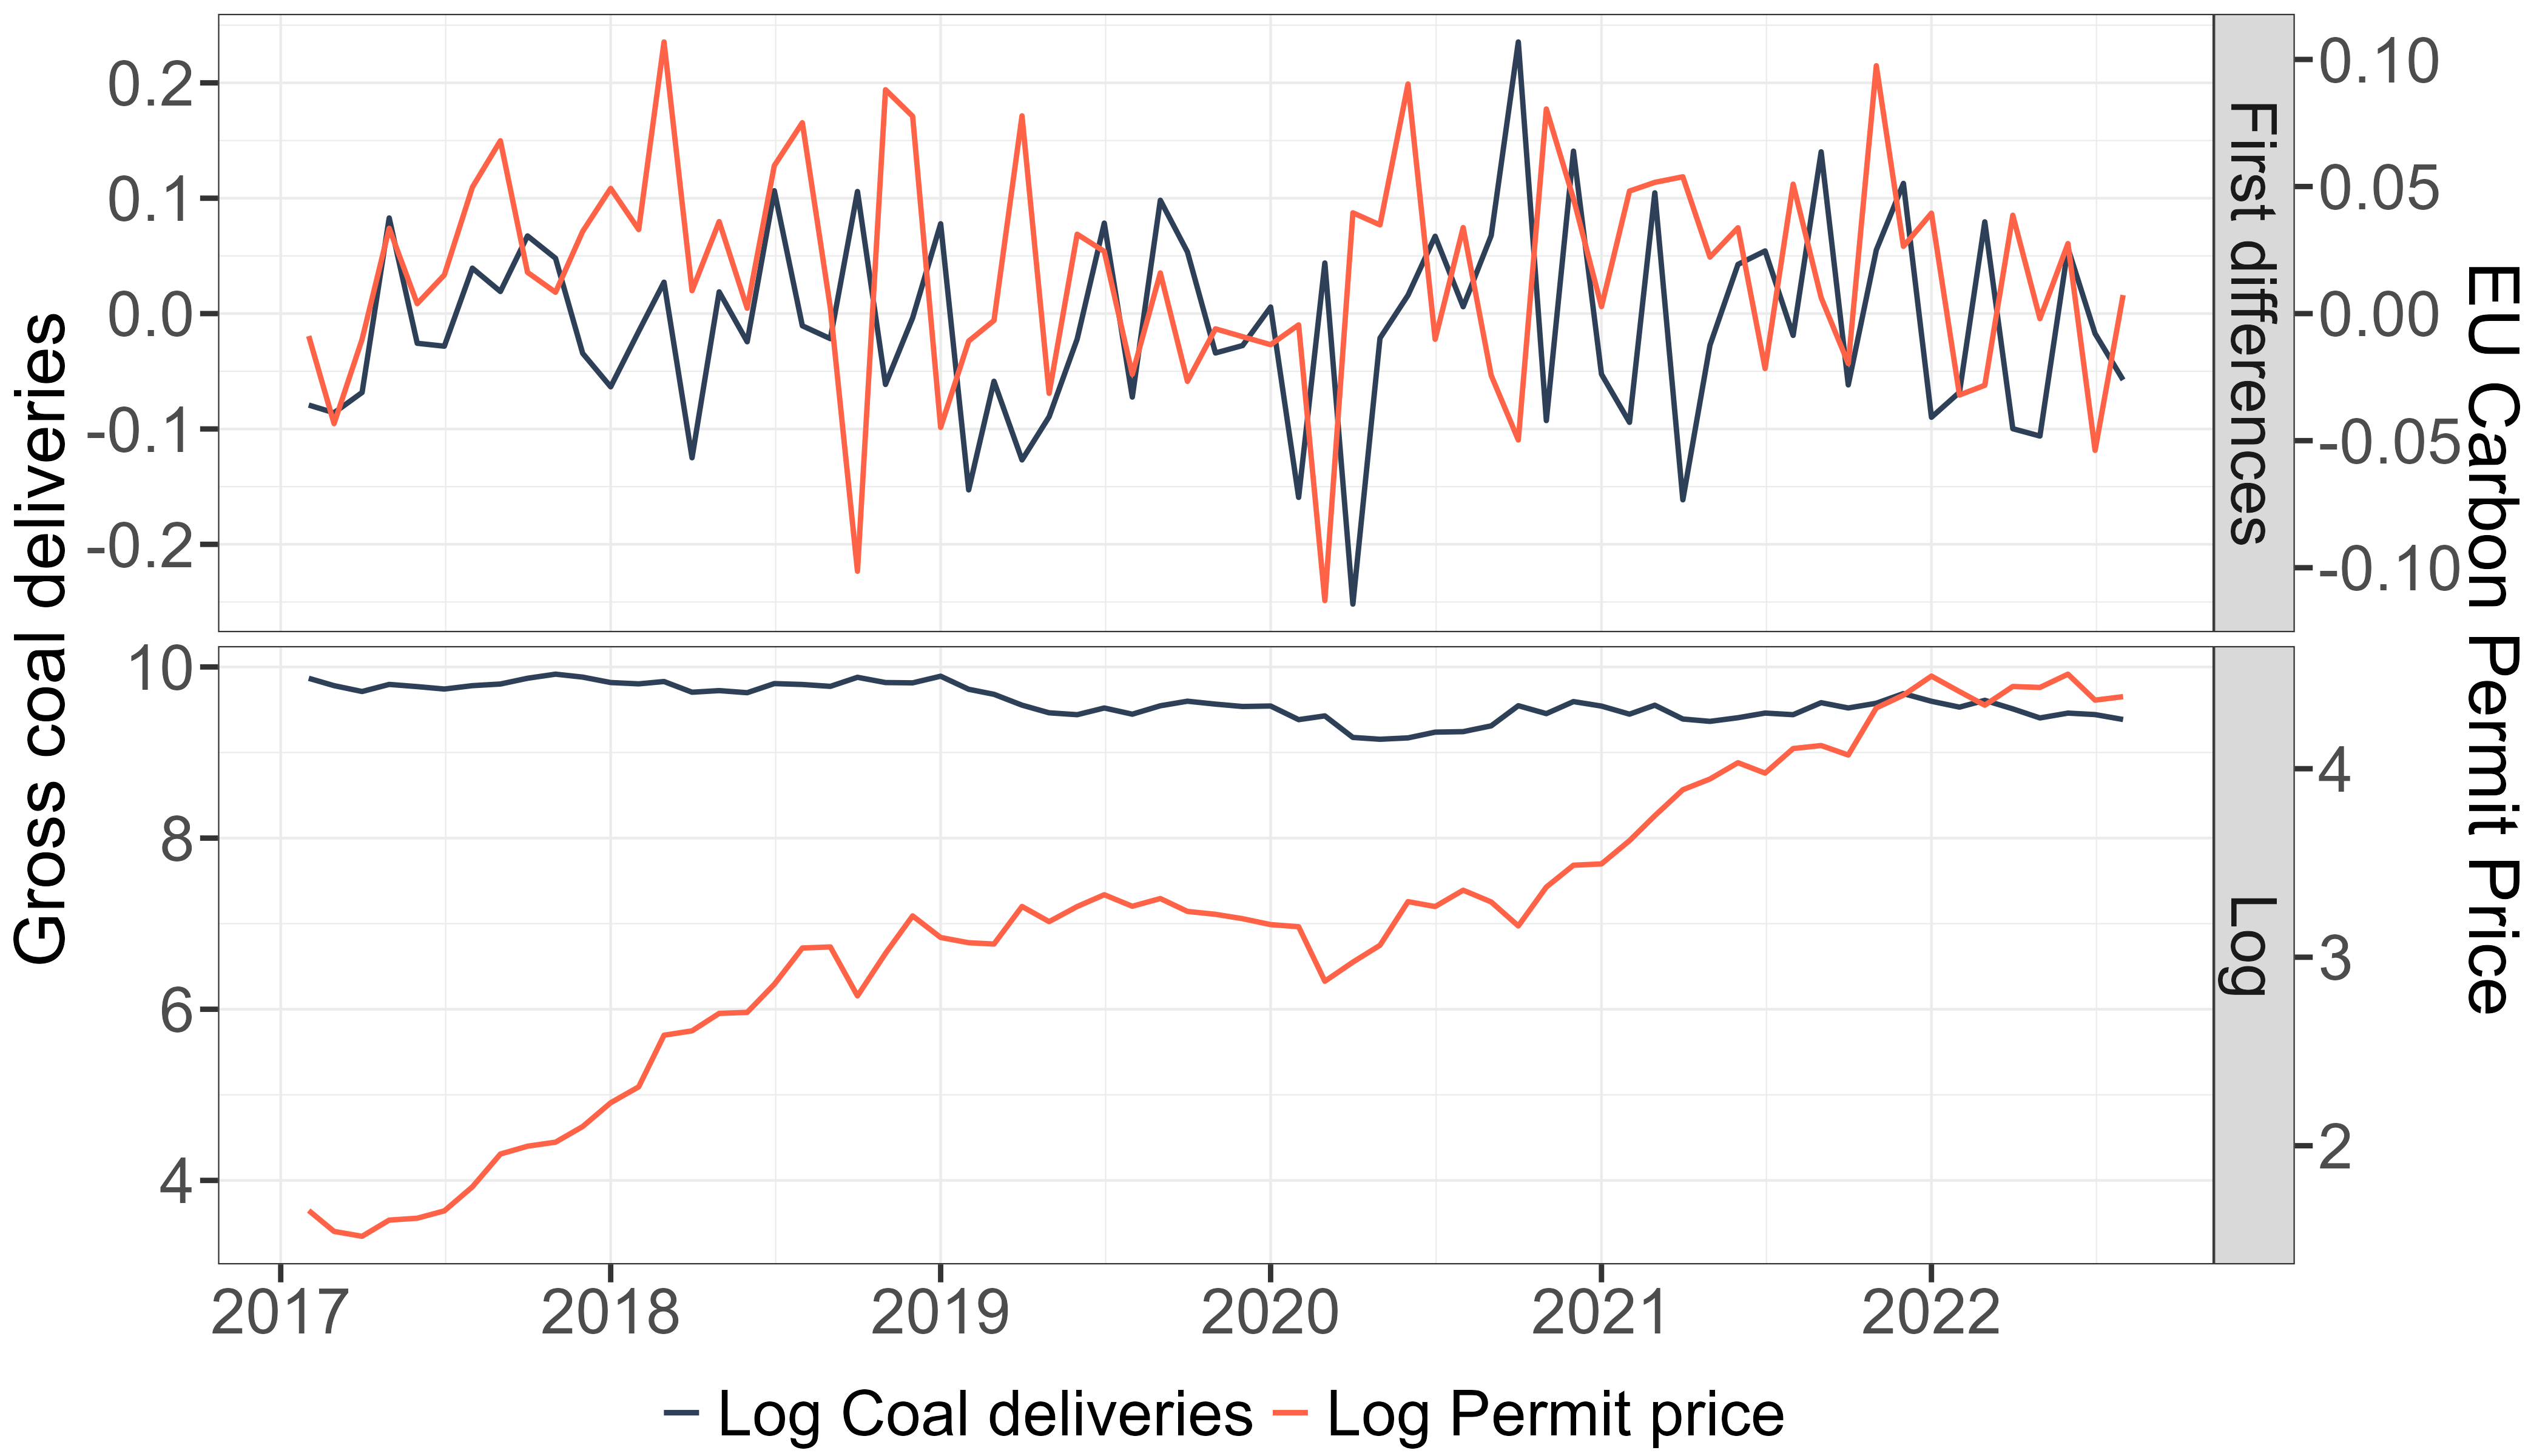 Gross coal deliveries
0.2
0.1
0.0
-0.1
-0.2
First differences
0.10
0.05
0.00
-0.05
-0.10
EU Carbon Permit Price
10
8
6
4
Log
4
3
2
2017 2018 2019 2020 2021 2022
Log Coal deliveries Log Permit price